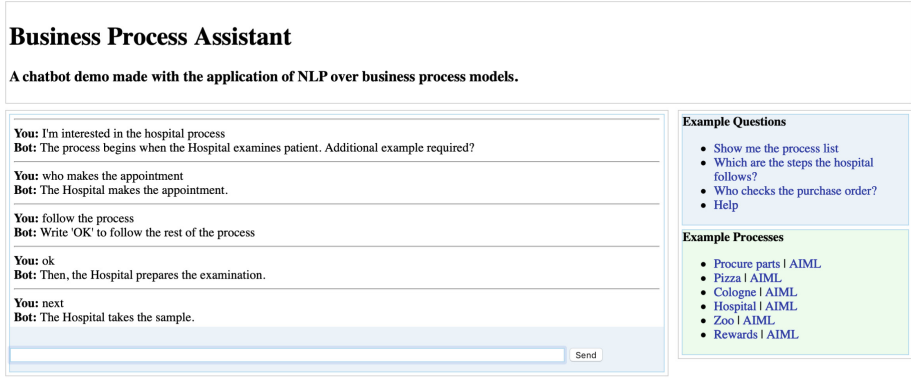 Business Process Assistant
A chatbot demo made with the application of NLP over business process models.
You: I'm interested in the hospital process
Bot: The process begins when the Hospital examines patient. Additional example required?
You: who makes the appointment
Bot: The Hospital makes the appointment.
You: follow the process
Bot: Write 'OK' to follow the rest of the process
You: ok
Bot: Then, the Hospital prepares the examination.
You: next
Bot: The Hospital takes the sample.
Send
Example Questions
Show me the process list
Which are the steps the hospital
follows?
Who checks the purchase order?
Help
Example Processes
Procure parts | AIML
Pizza | AIML
Cologne | AIML
Hospital | AIML
Zoo | AIML
Rewards | AIML